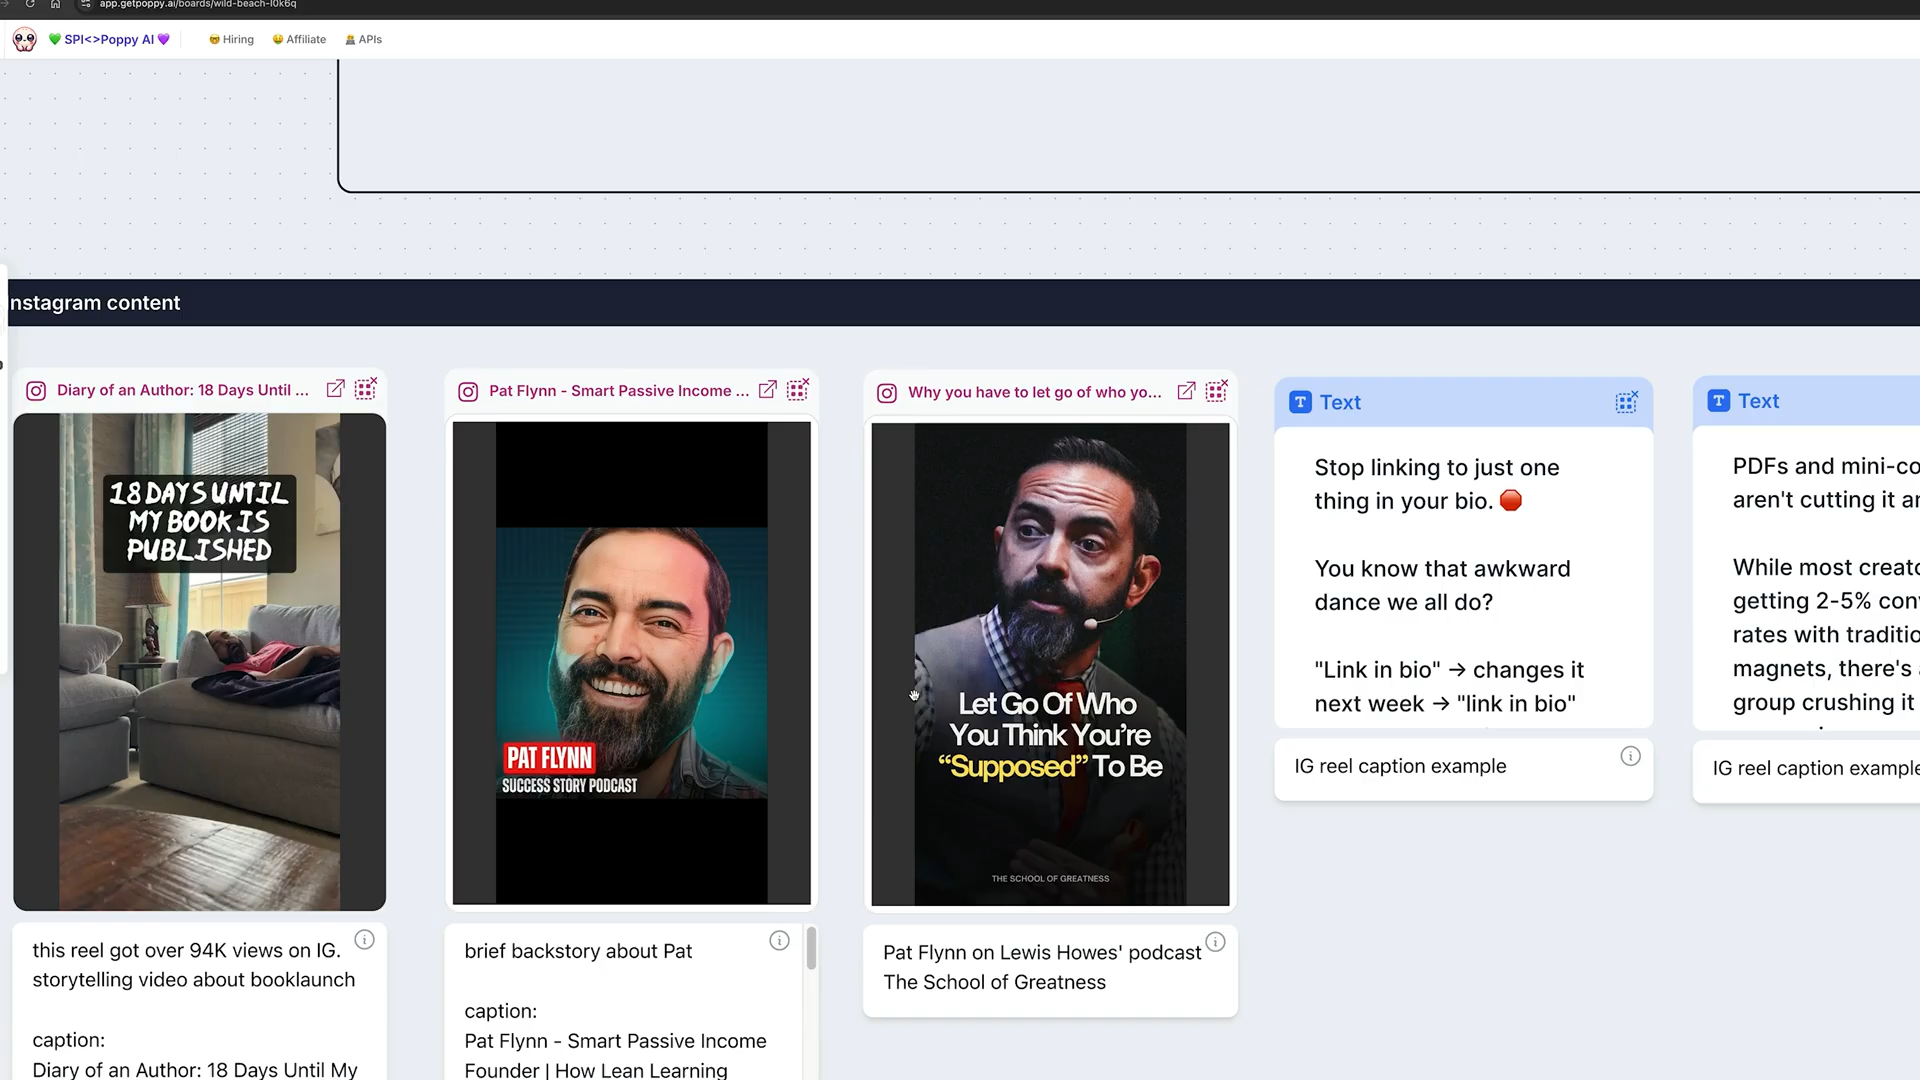 app.getpoppy.ai/boards/wild-beach-l0k6q
💚 SPI<>Poppy AI 💜
🤓 Hiring
🤑 Affiliate
APIs
nstagram content
Diary of an Author: 18 Days Until ...
18 DAYS UNTIL
MY BOOK IS
PUBLISHED
this reel got over 94K views on IG.
storytelling video about booklaunch
caption:
Diary of an Author: 18 Days Until My
Pat Flynn - Smart Passive Income ...
PAT FLYNN
SUCCESS STORY PODCAST
brief backstory about Pat
caption:
Pat Flynn - Smart Passive Income
Founder | How Lean Learning
Why you have to let go of who yo...
Let Go Of Who
You Think You're
“Supposed” To Be
THE SCHOOL OF GREATNESS
Pat Flynn on Lewis Howes' podcast
The School of Greatness
T Text
Stop linking to just one
thing in your bio. 🛑
You know that awkward
dance we all do?
"Link in bio" → changes it
next week → "link in bio"
IG reel caption example
T Text
PDFs and mini-co
aren't cutting it
While most creat
getting 2-5% con
rates with traditio
magnets, there's
group crushing it
IG reel caption example